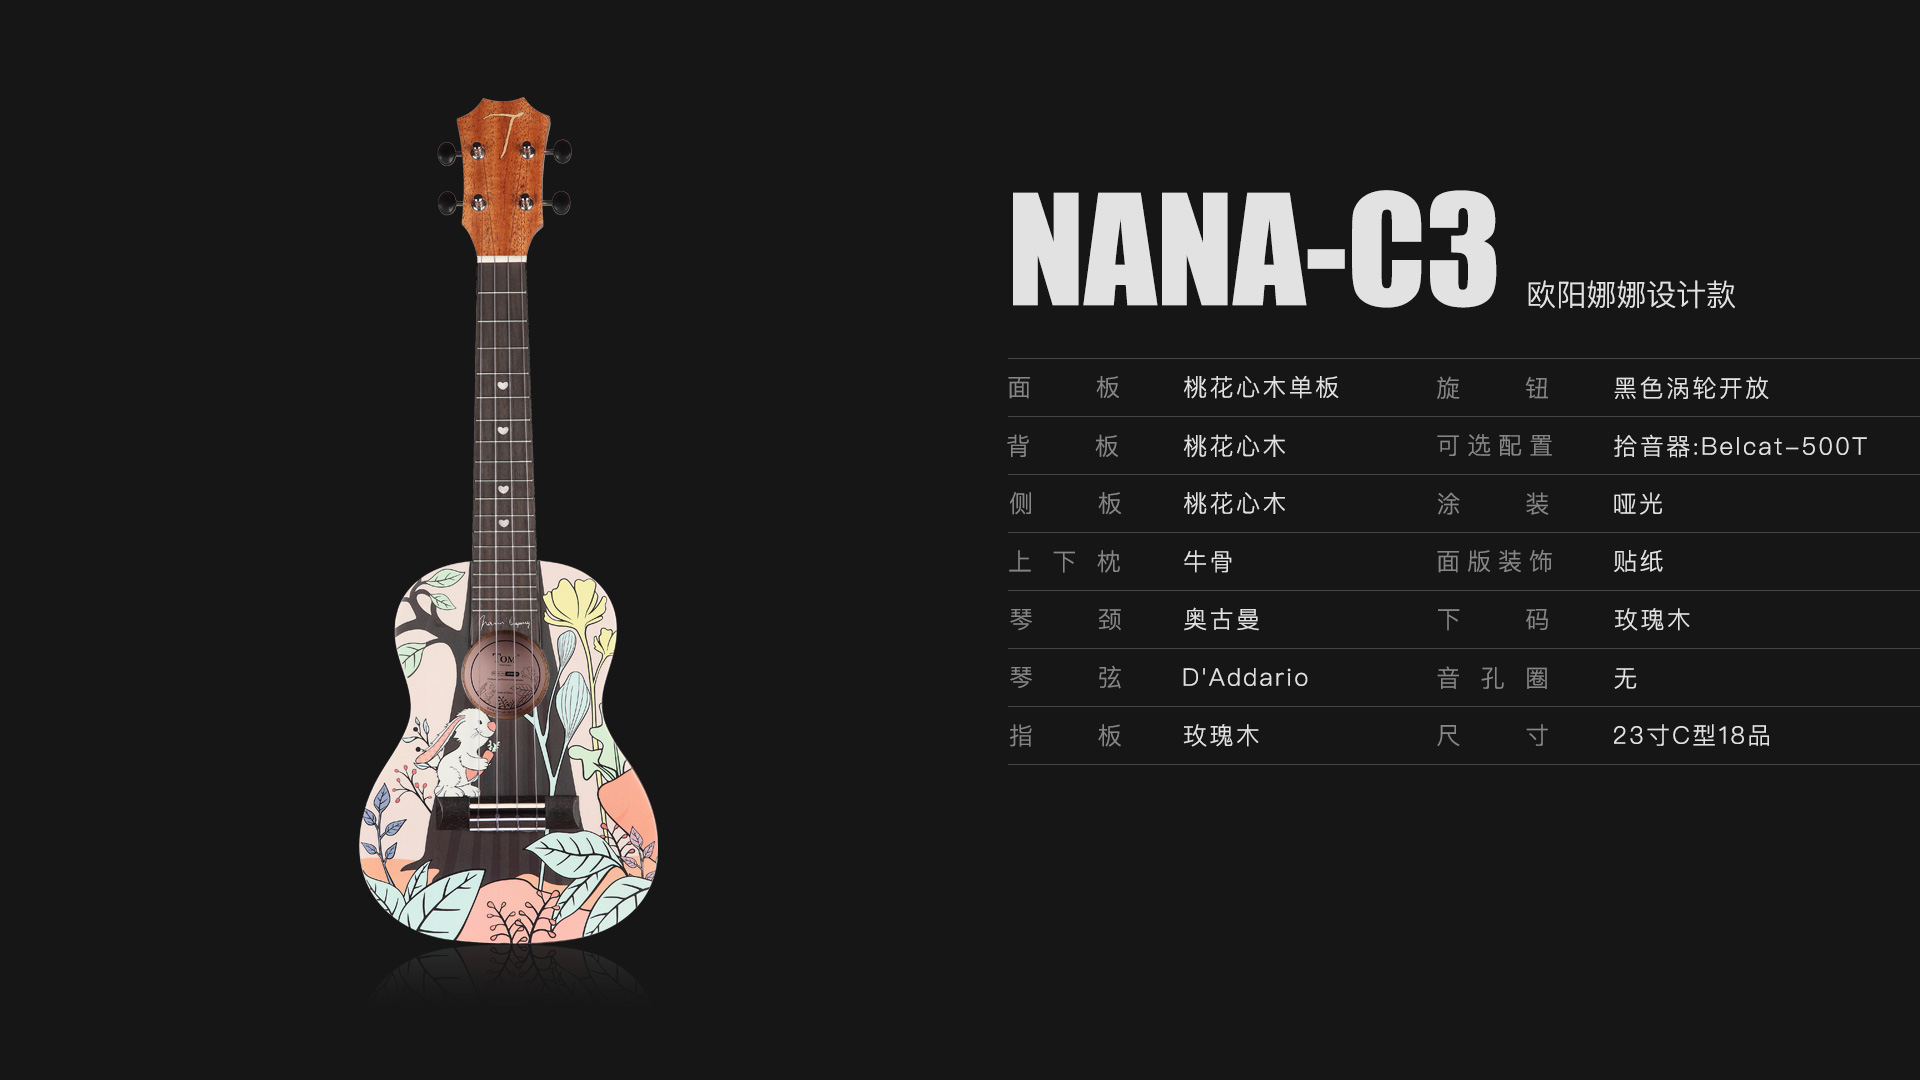 NANA-C3 欧阳娜娜设计款
面板 桃花心木单板 旋钮 黑色涡轮开放
背板 桃花心木 可选配置 拾音器:Belcat-500T
侧板 桃花心木 涂装 哑光
上下枕 牛骨 面版装饰 贴纸
琴颈 奥古曼 下码 玫瑰木
琴弦 D'Addario 音孔圈 无
指板 玫瑰木 尺寸 23寸C型18品
T
TOM